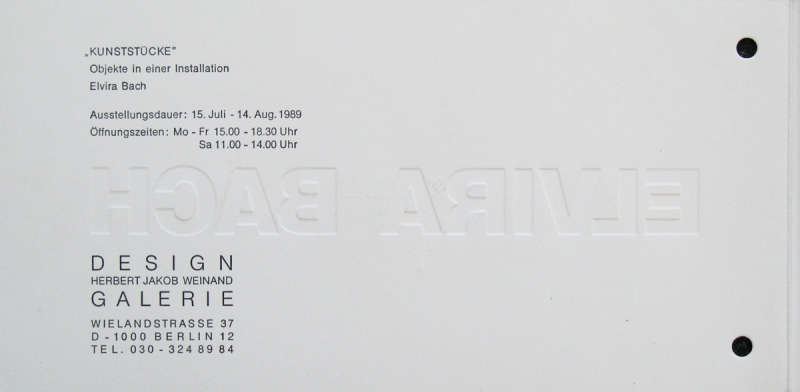 „KUNSTSTÜCKE”
Objekte in einer Installation
Elvira Bach
Ausstellungsdauer: 15. Juli - 14. Aug. 1989
Öffnungszeiten: Mo - Fr 15.00 - 18.30 Uhr
Sa 11.00 - 14.00 Uhr
ELVIRA BACH
DESIGN
HERBERT JAKOB WEINAND
GALERIE
WIELANDSTRASSE 37
D - 1000 BERLIN 12
TEL. 030 - 324 89 84